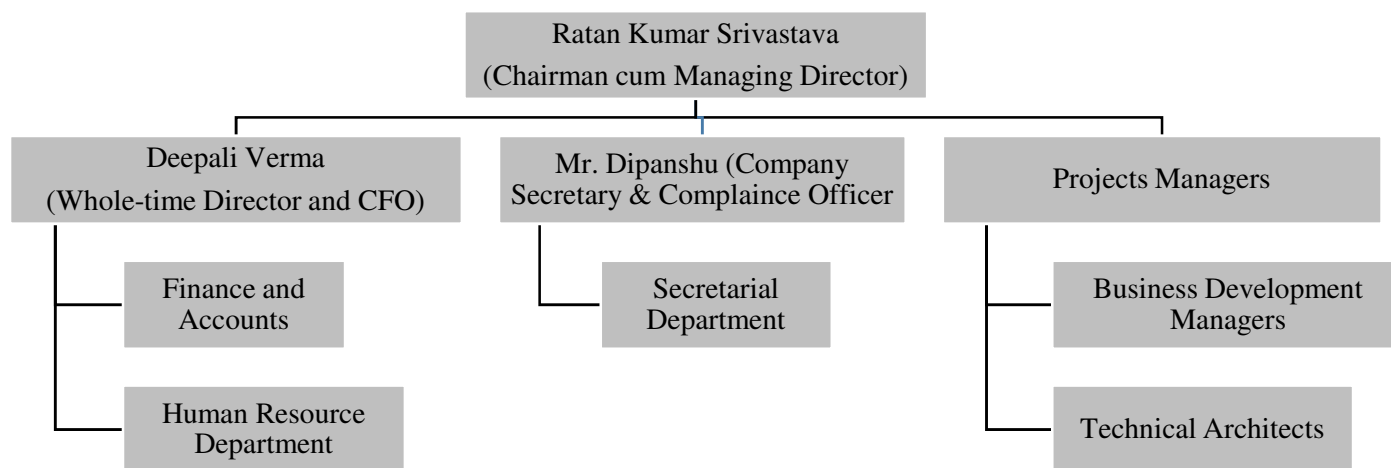 Ratan Kumar Srivastava
(Chairman cum Managing Director)
Deepali Verma
(Whole-time Director and CFO)
Mr. Dipanshu (Company
Secretary & Complaince Officer
Projects Managers
Finance and
Accounts
Secretarial
Department
Business Development
Managers
Human Resource
Department
Technical Architects